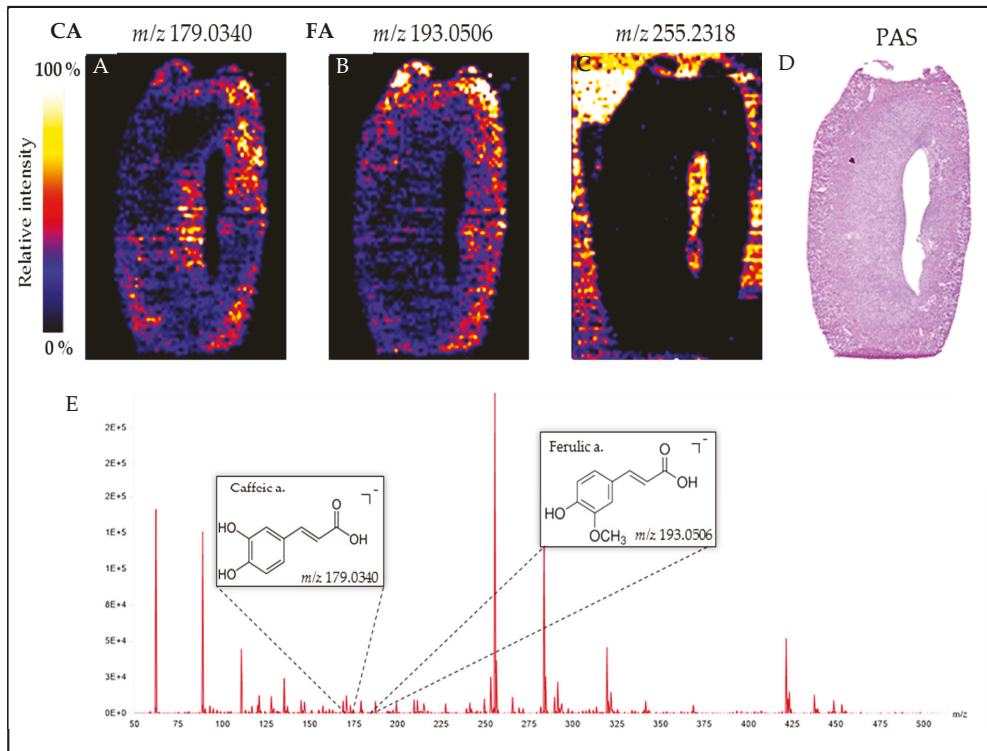 CA
m/z 179.0340
FA
m/z 193.0506
m/z 255.2318
PAS
100 %
A
B
C
D
Relative intensity
0 %
E
2E+5
2E+5
2E+5
1E+5
1E+5
8E+4
5E+4
3E+4
0E+0
Caffeic a.
HO
HO
O
OH
m/z 179.0340
Ferulic a.
O
OH
HO
OCH3
m/z 193.0506
50 75 100 125 150 175 200 225 250 275 300 325 350 375 400 425 450 475 500 m/z